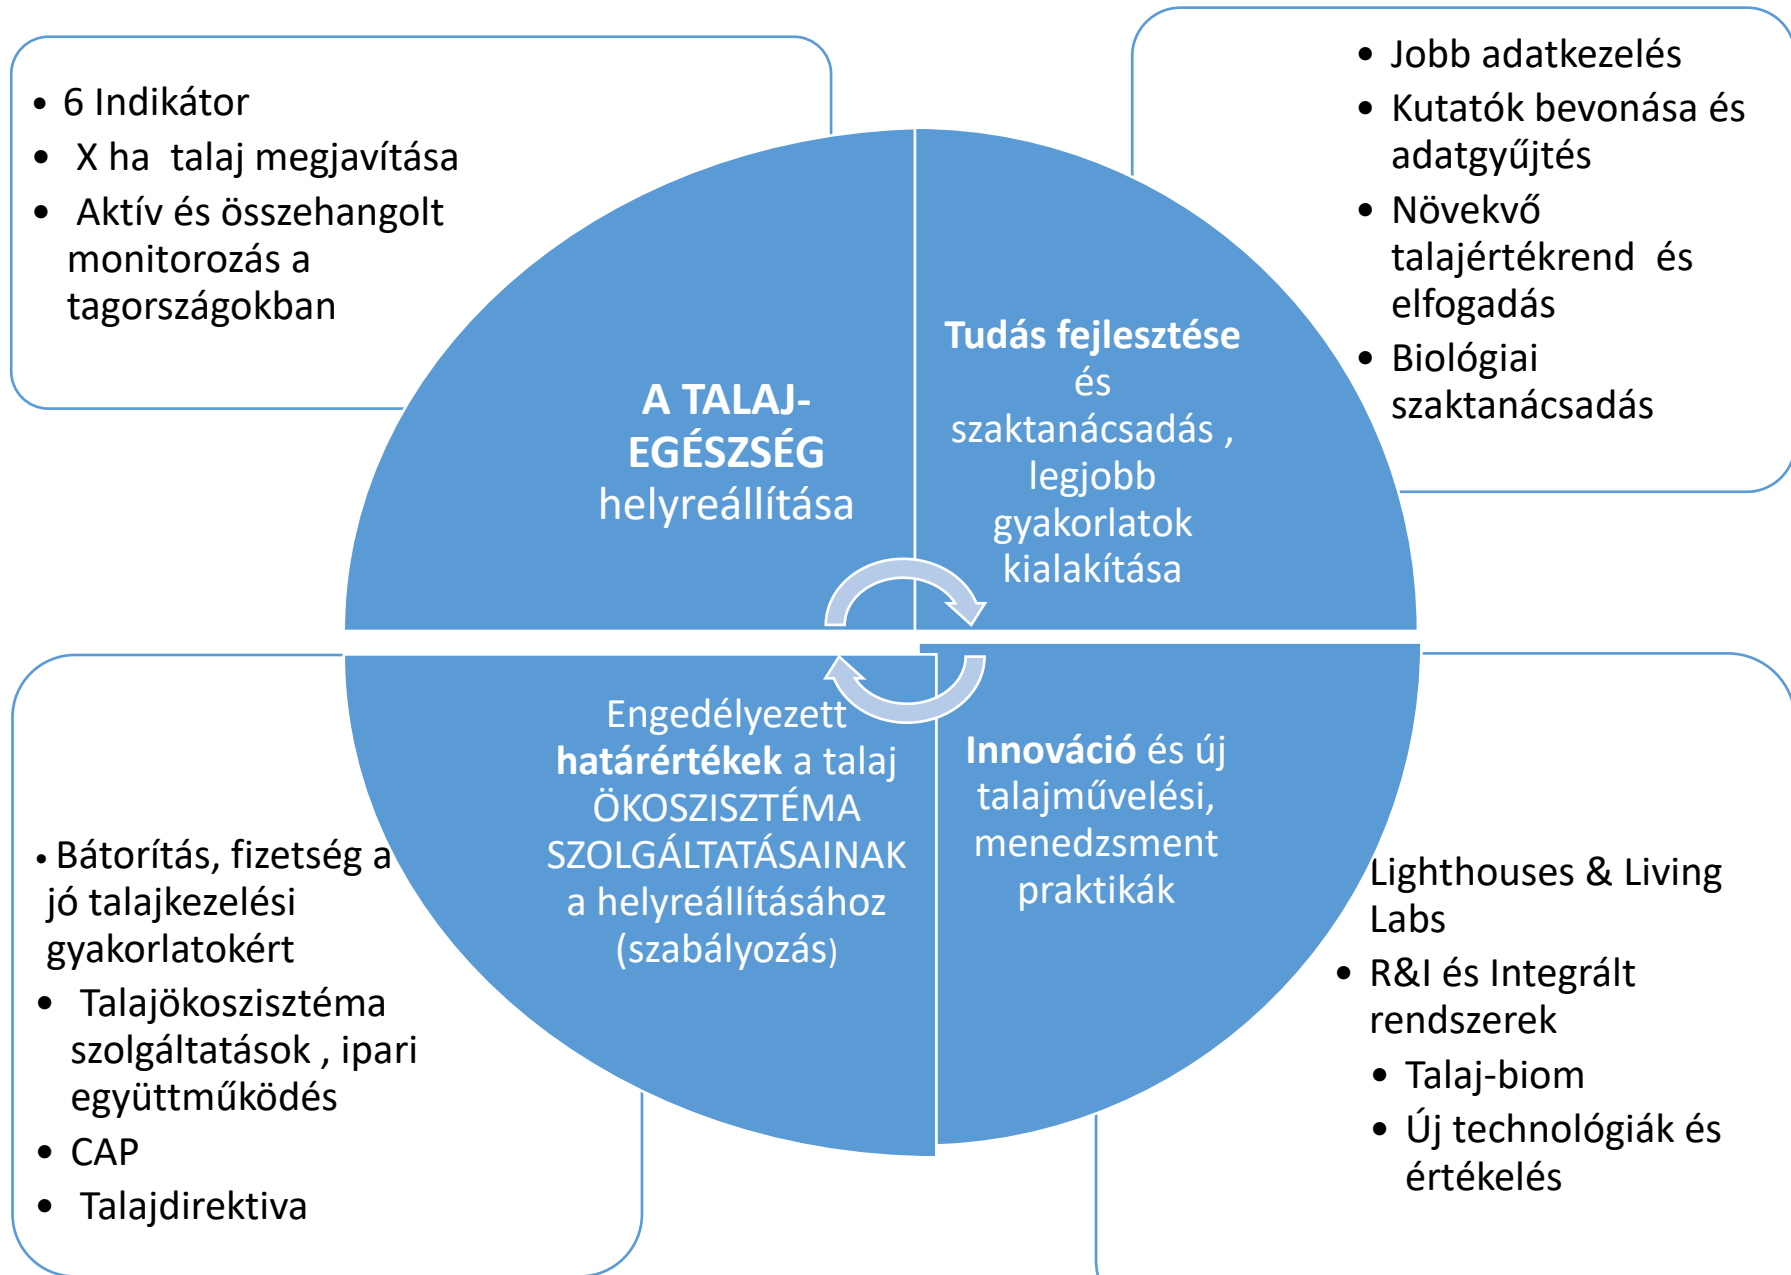 • 6 Indikátor
• X ha talaj megjavítása
• Aktív és összehangolt
monitorozás a
tagországokban
• Jobb adatkezelés
• Kutatók bevonása és
adatgyűjtés
• Növekvő
talajértékrend és
elfogadás
• Biológiai
szaktanácsadás
A TALAJ-
EGÉSZSÉG
helyreállítása
Tudás fejlesztése
és
szaktanácsadás ,
legjobb
gyakorlatok
kialakítása
Engedélyezett
határértékek a talaj
ÖKOSZISZTÉMA
SZOLGÁLTATÁSAINAK
a helyreállításához
(szabályozás)
Innováció és új
talajművelési,
menedzsment
praktikák
• Bátorítás, fizetség a
jó talajkezelési
gyakorlatokért
• Talajökoszisztéma
szolgáltatások , ipari
együttműködés
• CAP
• Talajdirektiva
Lighthouses & Living
Labs
• R&I és Integrált
rendszerek
• Talaj-biom
• Új technológiák és
értékelés